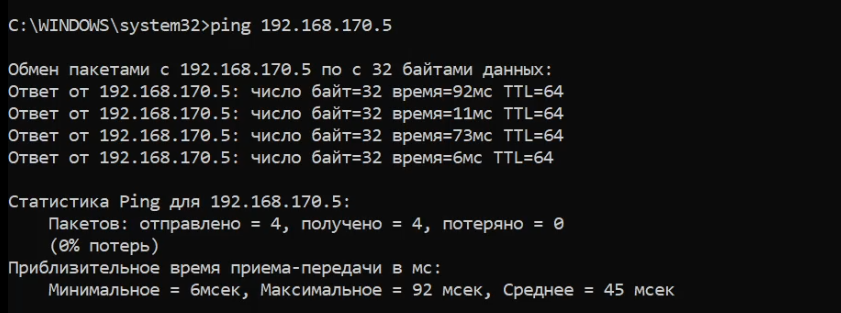 C:\WINDOWS\system32>ping 192.168.170.5
Обмен пакетами с 192.168.170.5 по с 32 байтами данных:
Ответ от 192.168.170.5: число байт=32 время=92мс TTL=64
Ответ от 192.168.170.5: число байт=32 время=11мс TTL=64
Ответ от 192.168.170.5: число байт=32 время=73мс TTL=64
Ответ от 192.168.170.5: число байт=32 время=6мс TTL=64
Статистика Ping для 192.168.170.5:
Пакетов: отправлено = 4, получено = 4, потеряно = 0
(0% потерь)
Приблизительное время приема-передачи в мс:
Минимальное = 6мсек, Максимальное = 92 мсек, Среднее = 45 мсек